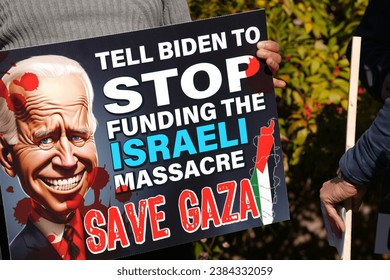 TELL BIDEN TO
STOP
FUNDING THE
ISRAELI
MASSACRE
SAVE GAZA
shutterstock.com · 2384332059